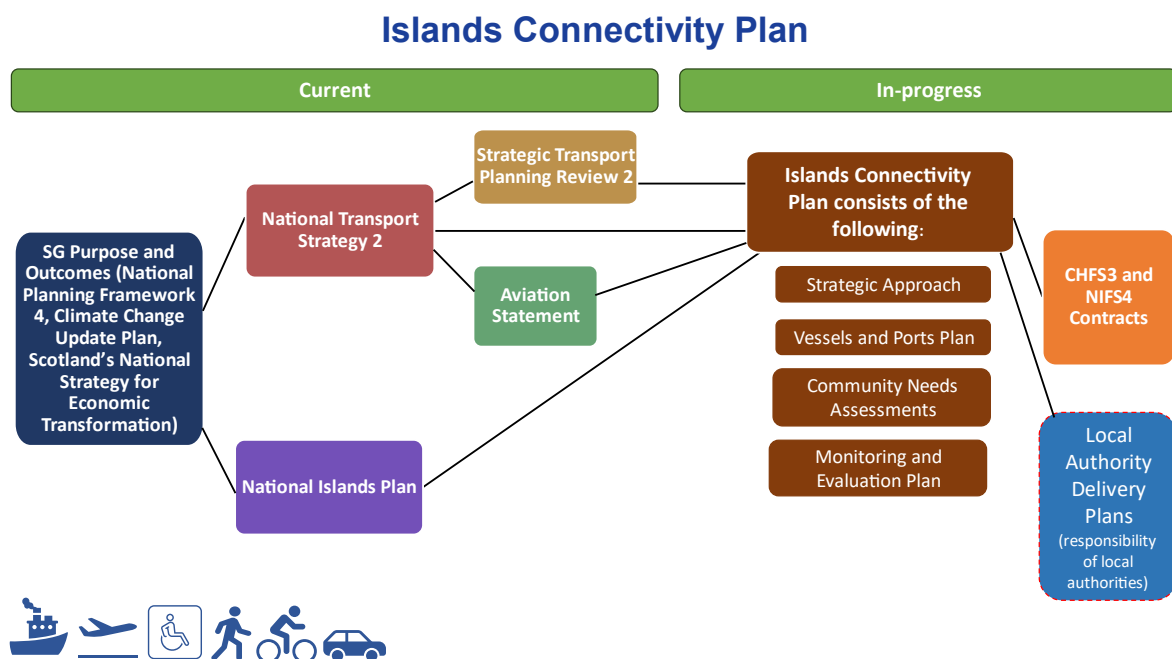 Islands Connectivity Plan
Current
In-progress
SG Purpose and
Outcomes (National
Planning Framework
4, Climate Change
Update Plan,
Scotland's National
Strategy for
Economic
Transformation)
National Transport
Strategy 2
National Islands Plan
Strategic Transport
Planning Review 2
Aviation
Statement
Islands Connectivity
Plan consists of the
following:
Strategic Approach
Vessels and Ports Plan
Community Needs
Assessments
Monitoring and
Evaluation Plan
CHFS3 and
NIFS4
Contracts
Local
Authority
Delivery
Plans
(responsibility
of local
authorities)